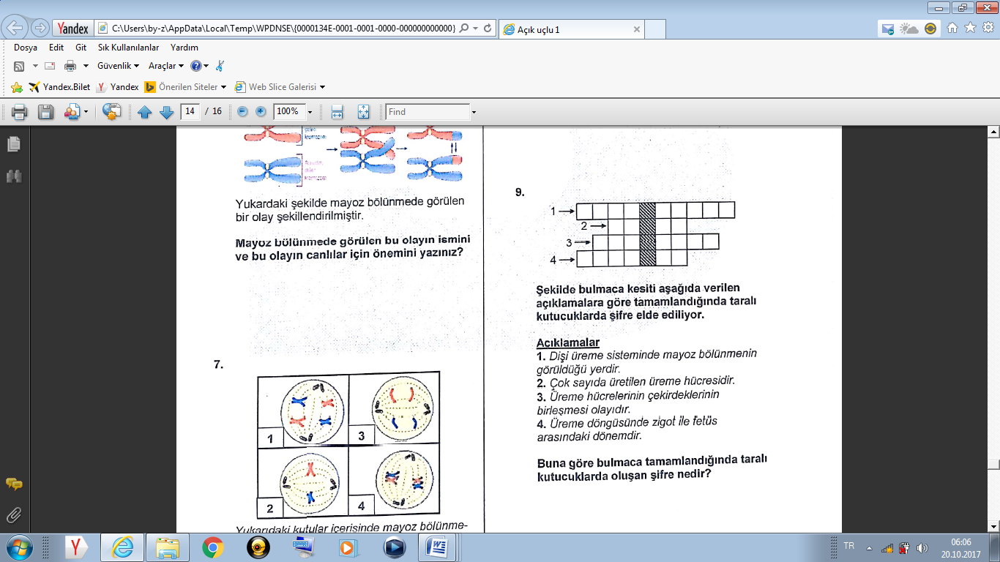 Yandex
C:\Users\by-z\AppData\Local\Temp\WPDNSE\{0000134E-0001-0001-0000-000000000000}
Açık uçlu 1
Dosya Edit Git Sık Kullanılanlar Yardım
Güvenlik Araçlar
Yandex.Bilet Yandex Önerilen Siteler Web Slice Galerisi
14 / 16 100% Find
Yukardaki şekilde mayoz bölünmede görülen
bir olay şekillendirilmiştir.
Mayoz bölünmede görülen bu olayın ismini
ve bu olayın canlılar için önemini yazınız?
7.
1
3
2
4
Yukarıdaki kutular içerisinde mayoz bölünme-
9.
1
2
3
4
Şekilde bulmaca kesiti aşağıda verilen
açıklamalara göre tamamlandığında taralı
kutucuklarda şifre elde ediliyor.
Açıklamalar
1. Dişi üreme sisteminde mayoz bölünmenin
görüldüğü yerdir.
2. Çok sayıda üretilen üreme hücresidir.
3. Üreme hücrelerinin çekirdeklerinin
birleşmesi olayıdır.
4. Üreme döngüsünde zigot ile fetüs
arasındaki dönemdir.
Buna göre bulmaca tamamlandığında taralı
kutucuklarda oluşan şifre nedir?
TR
06:06
20.10.2017